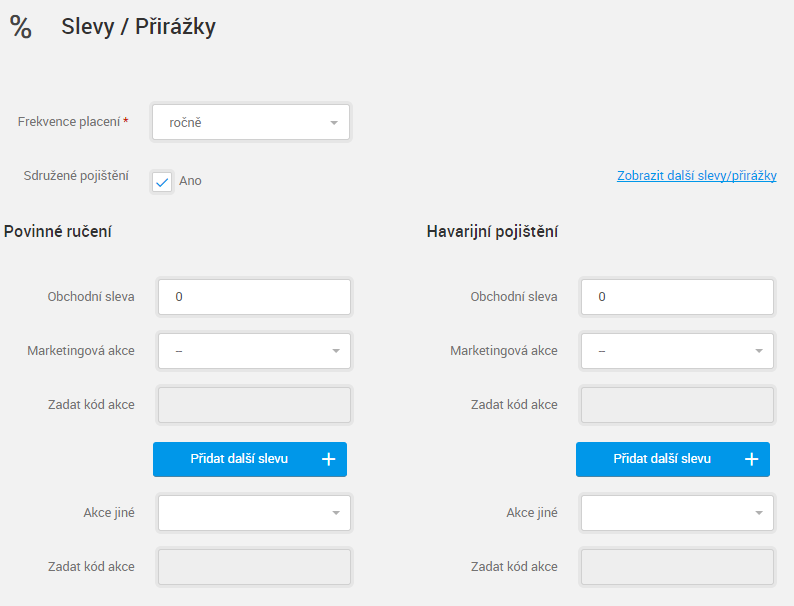 % Slevy / Přirážky
Frekvence placení * ročně
Sdružené pojištění Ano Zobrazit další slevy/přirážky
Povinné ručení Havarijní pojištění
Obchodní sleva 0 Obchodní sleva 0
Marketingová akce -- Marketingová akce --
Zadat kód akce Zadat kód akce
Přidat další slevu + Přidat další slevu +
Akce jiné Akce jiné
Zadat kód akce Zadat kód akce